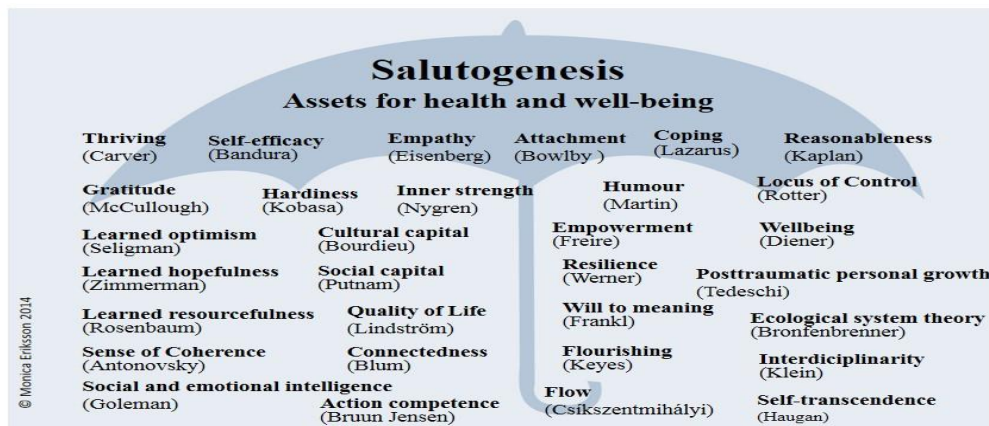 Salutogenesis
Assets for health and well-being
Thriving
(Carver)
Self-efficacy
(Bandura)
Empathy
(Eisenberg)
Attachment
(Bowlby )
Coping
(Lazarus)
Reasonableness
(Kaplan)
Gratitude
(McCullough)
Hardiness
(Kobasa)
Inner strength
(Nygren)
Humour
(Martin)
Locus of Control
(Rotter)
Learned optimism
(Seligman)
Cultural capital
(Bourdieu)
Empowerment
(Freire)
Wellbeing
(Diener)
Learned hopefulness
(Zimmerman)
Social capital
(Putnam)
Resilience
(Werner)
Posttraumatic personal growth
(Tedeschi)
Learned resourcefulness
(Rosenbaum)
Quality of Life
(Lindström)
Will to meaning
(Frankl)
Ecological system theory
(Bronfenbrenner)
Sense of Coherence
(Antonovsky)
Connectedness
(Blum)
Flourishing
(Keyes)
Interdiciplinarity
(Klein)
Social and emotional intelligence
(Goleman)
Action competence
(Bruun Jensen)
Flow
(Csíkszentmihályi)
Self-transcendence
(Haugan)
© Monica Eriksson 2014